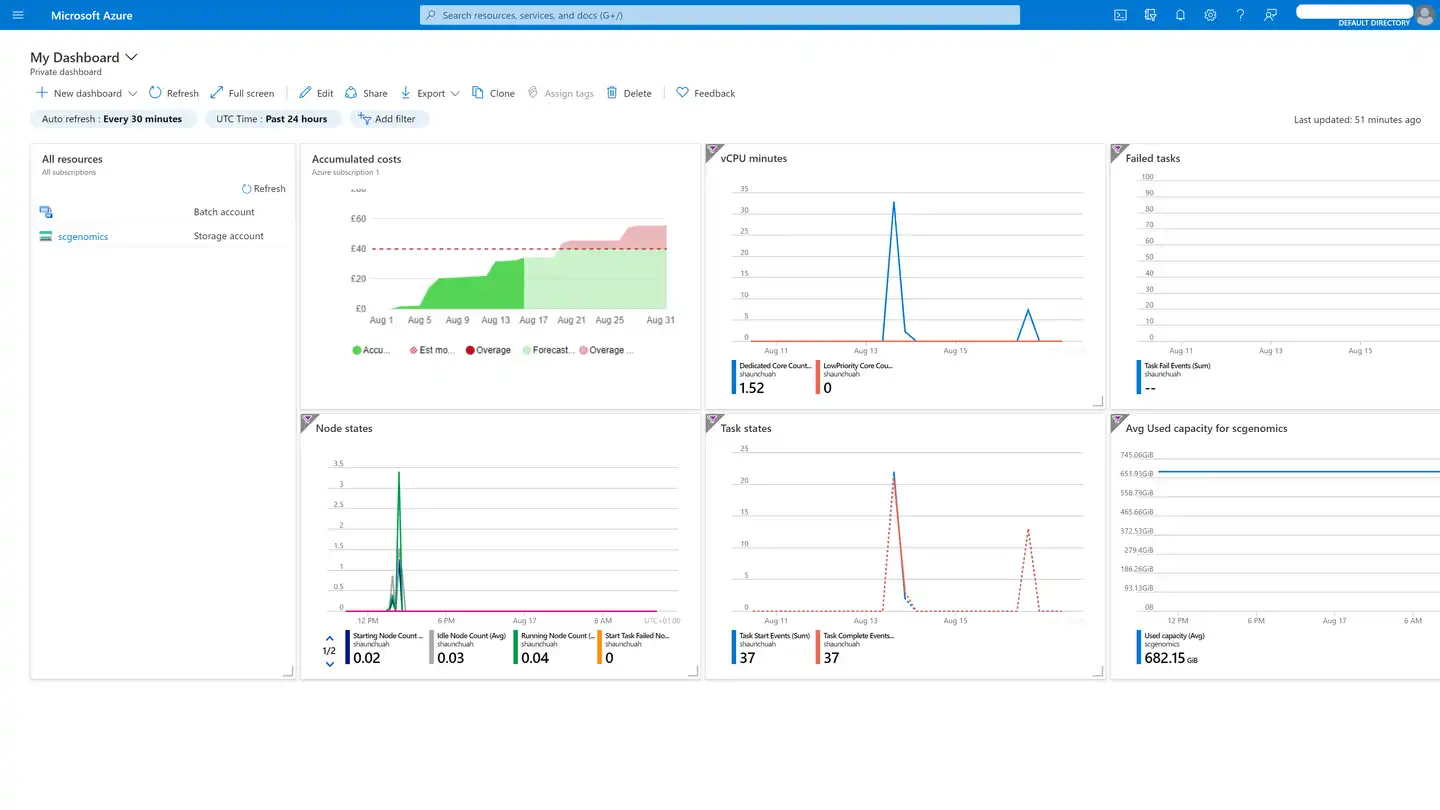 Microsoft Azure
Search resources, services, and docs (G+/)
DEFAULT DIRECTORY
My Dashboard
Private dashboard
New dashboard Refresh Full screen Edit Share Export Clone Assign tags Delete Feedback
Auto refresh : Every 30 minutes UTC Time : Past 24 hours Add filter
Last updated: 51 minutes ago
All resources
All subscriptions
Refresh
Batch account
scgenomics Storage account
Accumulated costs
Azure subscription 1
£60
£40
£20
£0
Aug 1 Aug 5 Aug 9 Aug 13 Aug 17 Aug 21 Aug 25 Aug 31
Accu... Est mo... Overage Forecast... Overage ...
vCPU minutes
35
30
25
20
15
10
5
0
Aug 11 Aug 13 Aug 15
Dedicated Core Count... LowPriority Core Cou...
shaunchuah shaunchuah
1.52 0
Failed tasks
100
90
80
70
60
50
40
30
20
10
0
Aug 11 Aug 13 Aug 15
Task Fail Events (Sum)
shaunchuah
--
Node states
3.5
3
2.5
2
1.5
1
0.5
0
12 PM 6 PM Aug 17 6 AM UTC+01:00
1/2
Starting Node Count ... Idle Node Count (Avg) Running Node Count (... Start Task Failed No...
shaunchuah shaunchuah shaunchuah shaunchuah
0.02 0.03 0.04 0
Task states
25
20
15
10
5
0
Aug 11 Aug 13 Aug 15
Task Start Events (Sum) Task Complete Events...
shaunchuah shaunchuah
37 37
Avg Used capacity for scgenomics
745.06GiB
651.93GiB
558.79GiB
465.66GiB
372.53GiB
279.4GiB
186.26GiB
93.13GiB
0B
12 PM 6 PM Aug 17 6 AM
Used capacity (Avg)
scgenomics
682.15 GiB